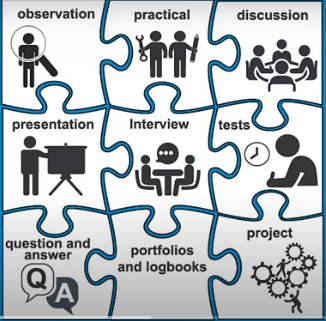 observation
practical
discussion
presentation
Interview
tests
question and
answer
Q
A
portfolios
and logbooks
project